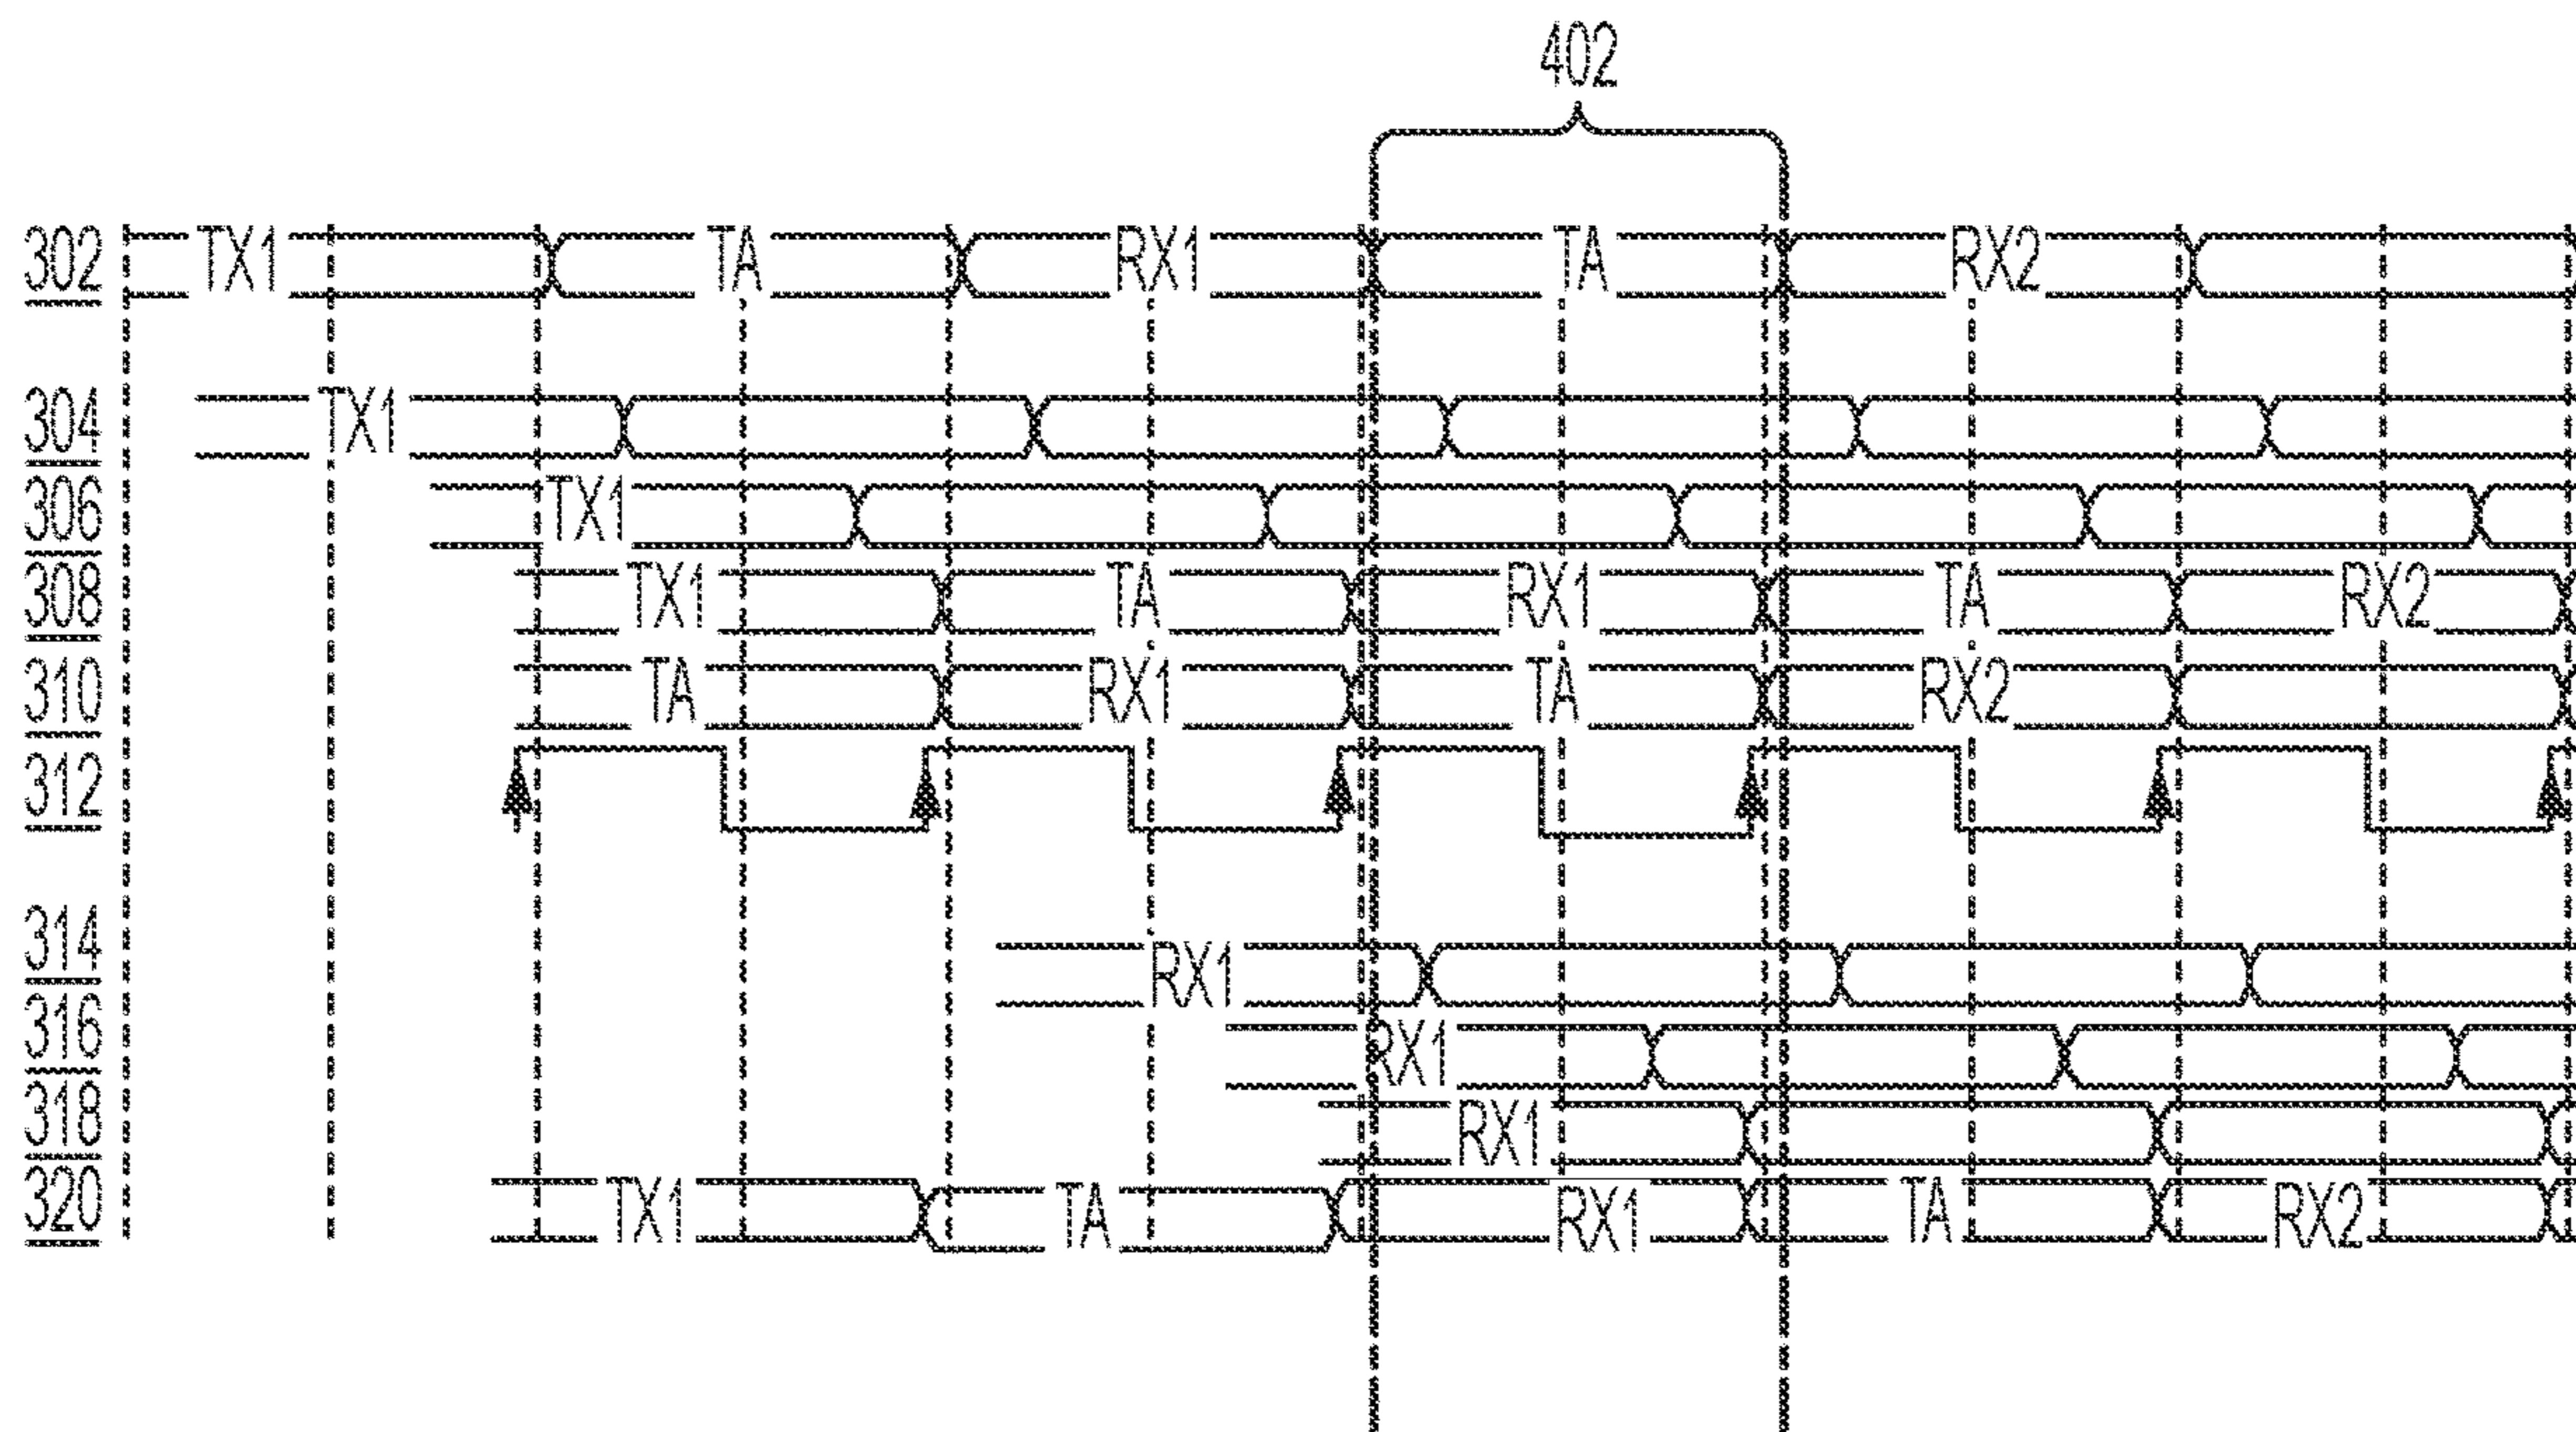 402
302 TX1 TA RX1 TA RX2
304 TX1
306 TX1
308 TX1 TA RX1 TA RX2
310 TA RX1 TA RX2
312
314 RX1
316 RX1
318 RX1
320 TX1 TA RX1 TA RX2